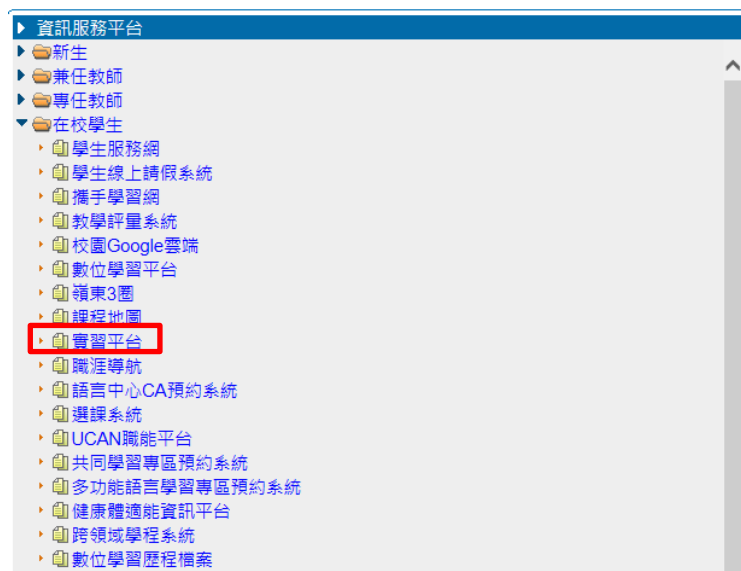 資訊服務平台
新生
兼任教師
專任教師
在校學生
學生服務網
學生線上請假系統
攜手學習網
教學評量系統
校園Google雲端
數位學習平台
嶺東3圈
課程地圖
實習平台
職涯導航
語言中心CA預約系統
選課系統
UCAN職能平台
共同學習專區預約系統
多功能語言學習專區預約系統
健康體適能資訊平台
跨領域學程系統
數位學習歷程檔案